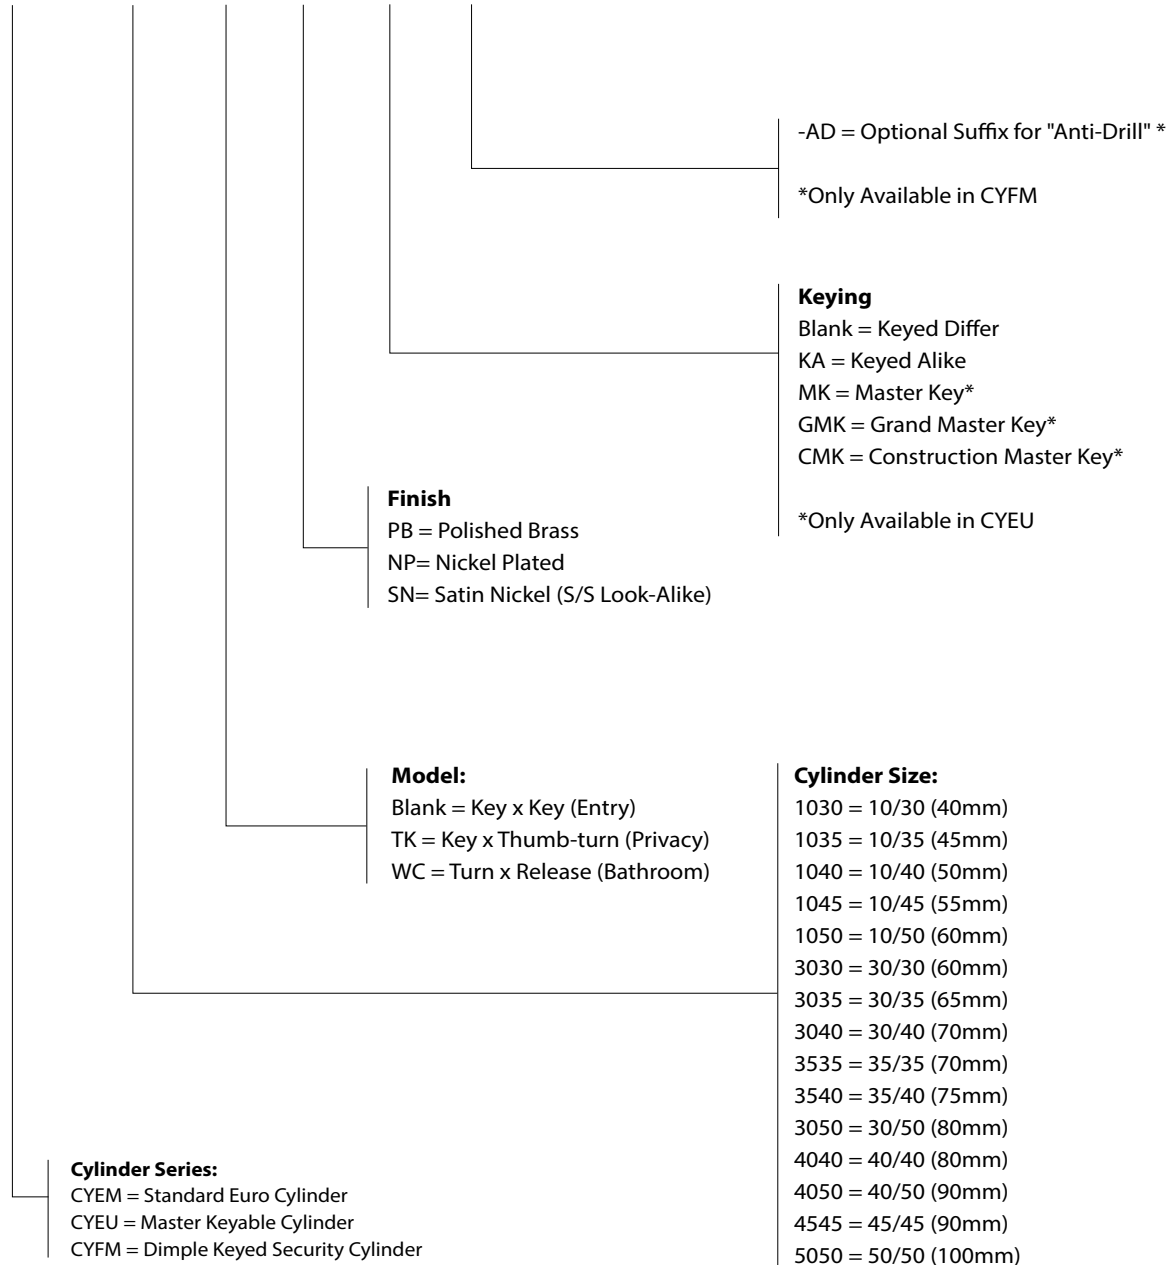 -AD = Optional Suffix for "Anti-Drill" *
*Only Available in CYFM
Keying
Blank = Keyed Differ
KA = Keyed Alike
MK = Master Key*
GMK = Grand Master Key*
CMK = Construction Master Key*
*Only Available in CYEU
Finish
PB = Polished Brass
NP= Nickel Plated
SN= Satin Nickel (S/S Look-Alike)
Model:
Blank = Key x Key (Entry)
TK = Key x Thumb-turn (Privacy)
WC = Turn x Release (Bathroom)
Cylinder Size:
1030 = 10/30 (40mm)
1035 = 10/35 (45mm)
1040 = 10/40 (50mm)
1045 = 10/45 (55mm)
1050 = 10/50 (60mm)
3030 = 30/30 (60mm)
3035 = 30/35 (65mm)
3040 = 30/40 (70mm)
3535 = 35/35 (70mm)
3540 = 35/40 (75mm)
3050 = 30/50 (80mm)
4040 = 40/40 (80mm)
4050 = 40/50 (90mm)
4545 = 45/45 (90mm)
5050 = 50/50 (100mm)
Cylinder Series:
CYEM = Standard Euro Cylinder
CYEU = Master Keyable Cylinder
CYFM = Dimple Keyed Security Cylinder